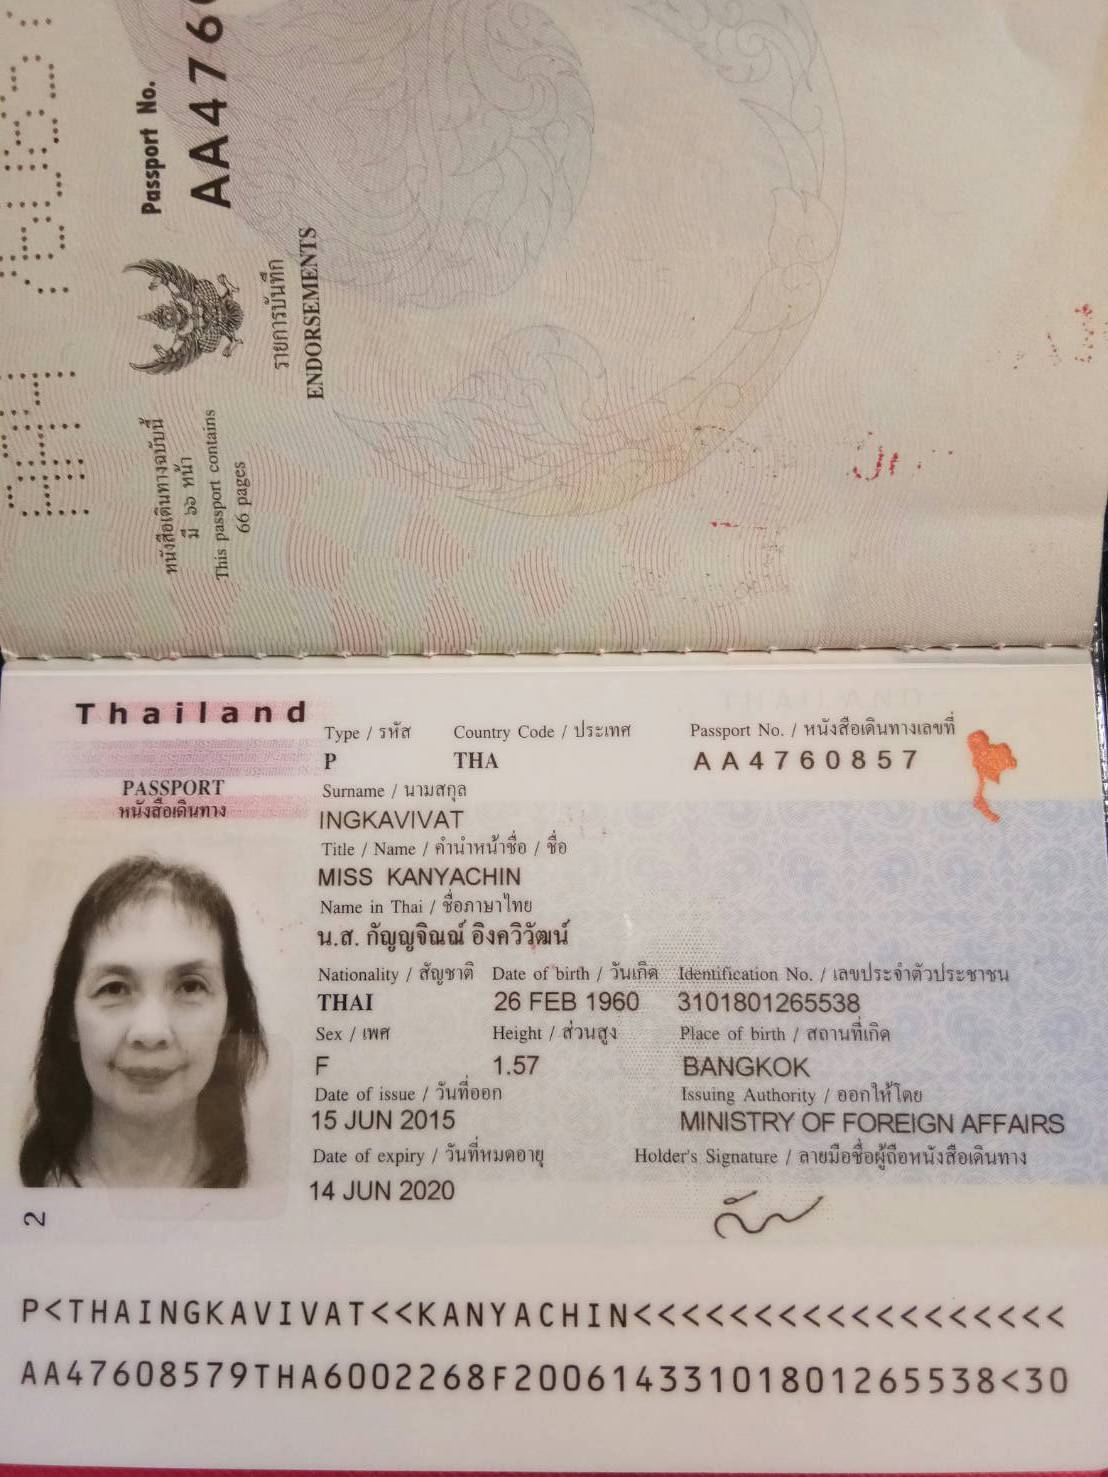 Passport No.
AA476
รายการบันทึก
ENDORSEMENTS
หนังสือเดินทางฉบับนี้
มี ๖๖ หน้า
This passport contains
66 pages
Thailand
PASSPORT
หนังสือเดินทาง
Type / รหัส Country Code / ประเทศ Passport No. / หนังสือเดินทางเลขที่
P THA AA4760857
Surname / นามสกุล
INGKAVIVAT
Title / Name / คำนำหน้าชื่อ / ชื่อ
MISS KANYACHIN
Name in Thai / ชื่อภาษาไทย
น.ส. กัญญจิณณ์ อิงควิวัฒน์
Nationality / สัญชาติ Date of birth / วันเกิด Identification No. / เลขประจำตัวประชาชน
THAI 26 FEB 1960 3101801265538
Sex / เพศ Height / ส่วนสูง Place of birth / สถานที่เกิด
F 1.57 BANGKOK
Date of issue / วันที่ออก Issuing Authority / ออกให้โดย
15 JUN 2015 MINISTRY OF FOREIGN AFFAIRS
Date of expiry / วันที่หมดอายุ Holder's Signature / ลายมือชื่อผู้ถือหนังสือเดินทาง
14 JUN 2020
2
P<THAINGKAVIVAT<<KANYACHIN<<<<<<<<<<<<<<<<<<
AA47608579THA6002268F20061433101801265538<30